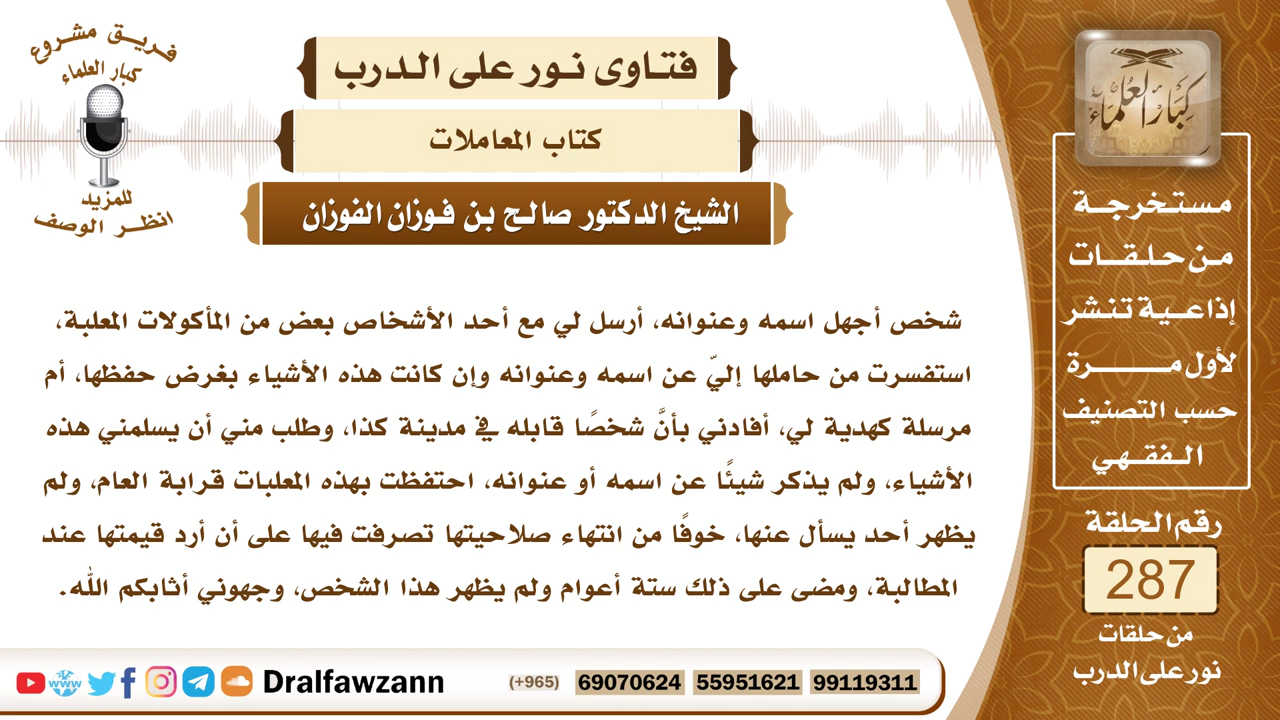 فريق مشروع
كبار العلماء
للمزيد
انظر الوصف
فتاوى نور على الدرب
كتاب المعاملات
الشيخ الدكتور صالح بن فوزان الفوزان
شخص أجهل اسمه وعنوانه، أرسل لي مع أحد الأشخاص بعض من المأكولات المعلبة،
استفسرت من حاملها إليّ عن اسمه وعنوانه وإن كانت هذه الأشياء بغرض حفظها، أم
مرسلة كهدية لي، أفادني بأنَّ شخصًا قابله في مدينة كذا، وطلب مني أن يسلمني هذه
الأشياء، ولم يذكر شيئًا عن اسمه أو عنوانه، احتفظت بهذه المعلبات قرابة العام، ولم
يظهر أحد يسأل عنها، خوفًا من انتهاء صلاحيتها تصرفت فيها على أن أرد قيمتها عند
المطالبة، ومضى على ذلك ستة أعوام ولم يظهر هذا الشخص، وجهوني أثابكم الله.
كبار العلماء
مستخرجة
من حلقات
إذاعية تنشر
لأول مرة
حسب التصنيف
الفقهي
رقم الحلقة
287
من حلقات
نور على الدرب
www
Dralfawzann
(+965) 69070624 55951621 99119311